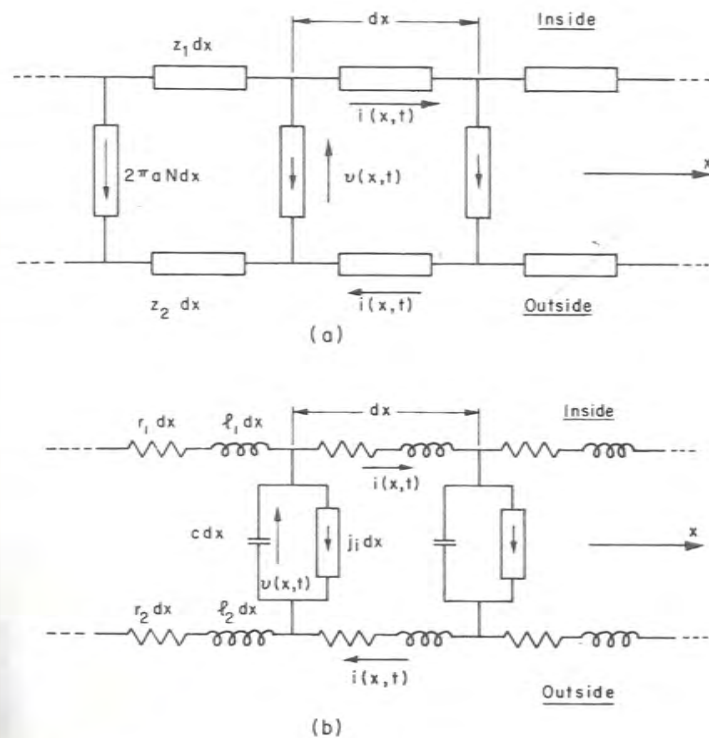 dx
Inside
z₁ dx
i(x,t)
2πaNdx
υ(x,t)
x
z₂ dx
i(x,t)
Outside
(a)
dx
Inside
r₁ dx
ℓ₁ dx
i(x,t)
cdx
jᵢ dx
x
υ(x,t)
r₂ dx
ℓ₂ dx
i(x,t)
Outside
(b)